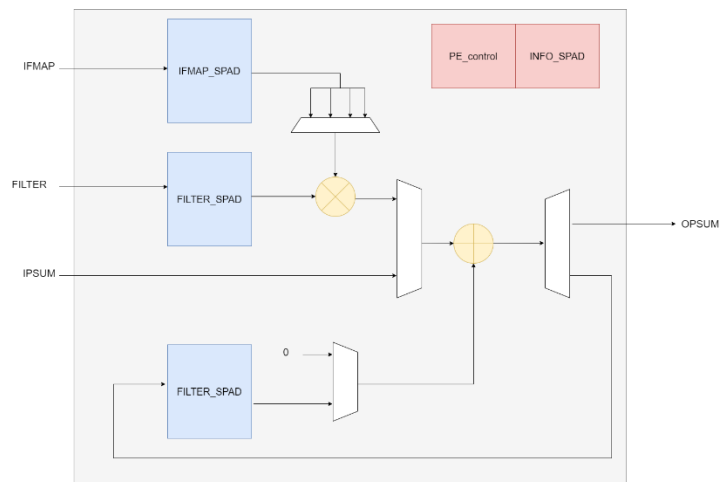 IFMAP
IFMAP_SPAD
PE_control
INFO_SPAD
FILTER
FILTER_SPAD
OPSUM
IPSUM
0
FILTER_SPAD